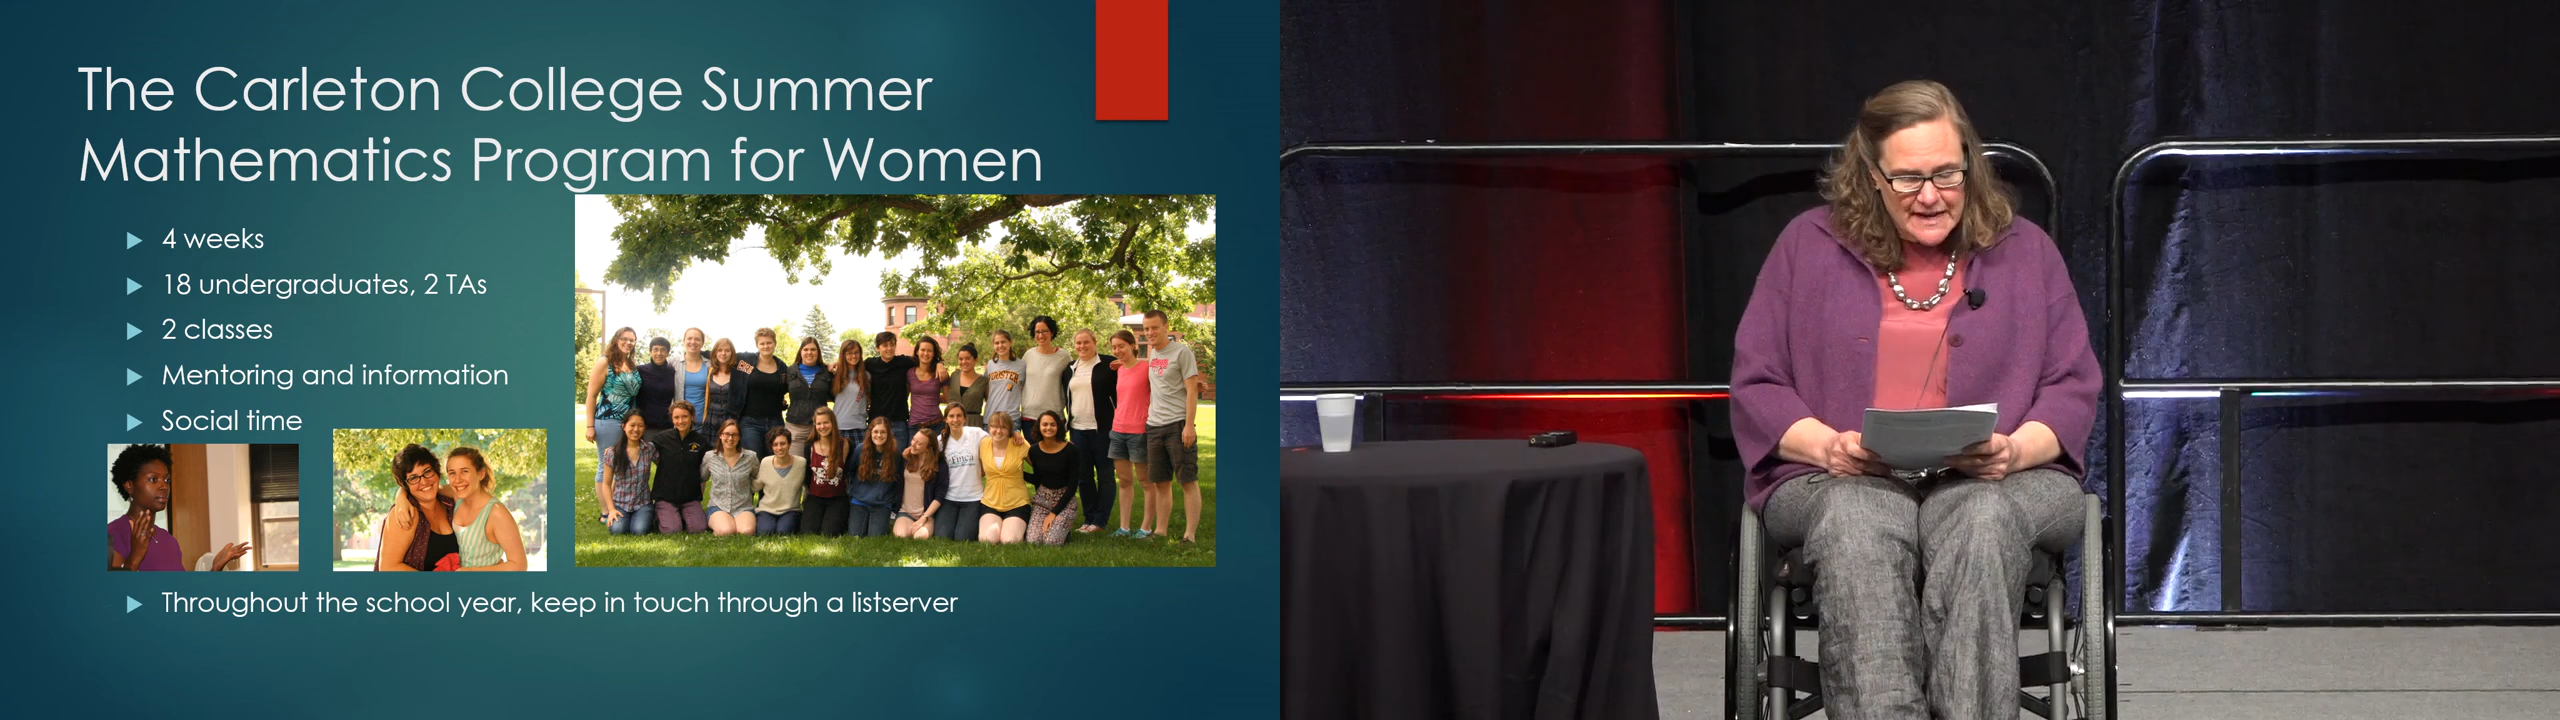 The Carleton College Summer
Mathematics Program for Women
4 weeks
18 undergraduates, 2 TAs
2 classes
Mentoring and information
Social time
Throughout the school year, keep in touch through a listserver